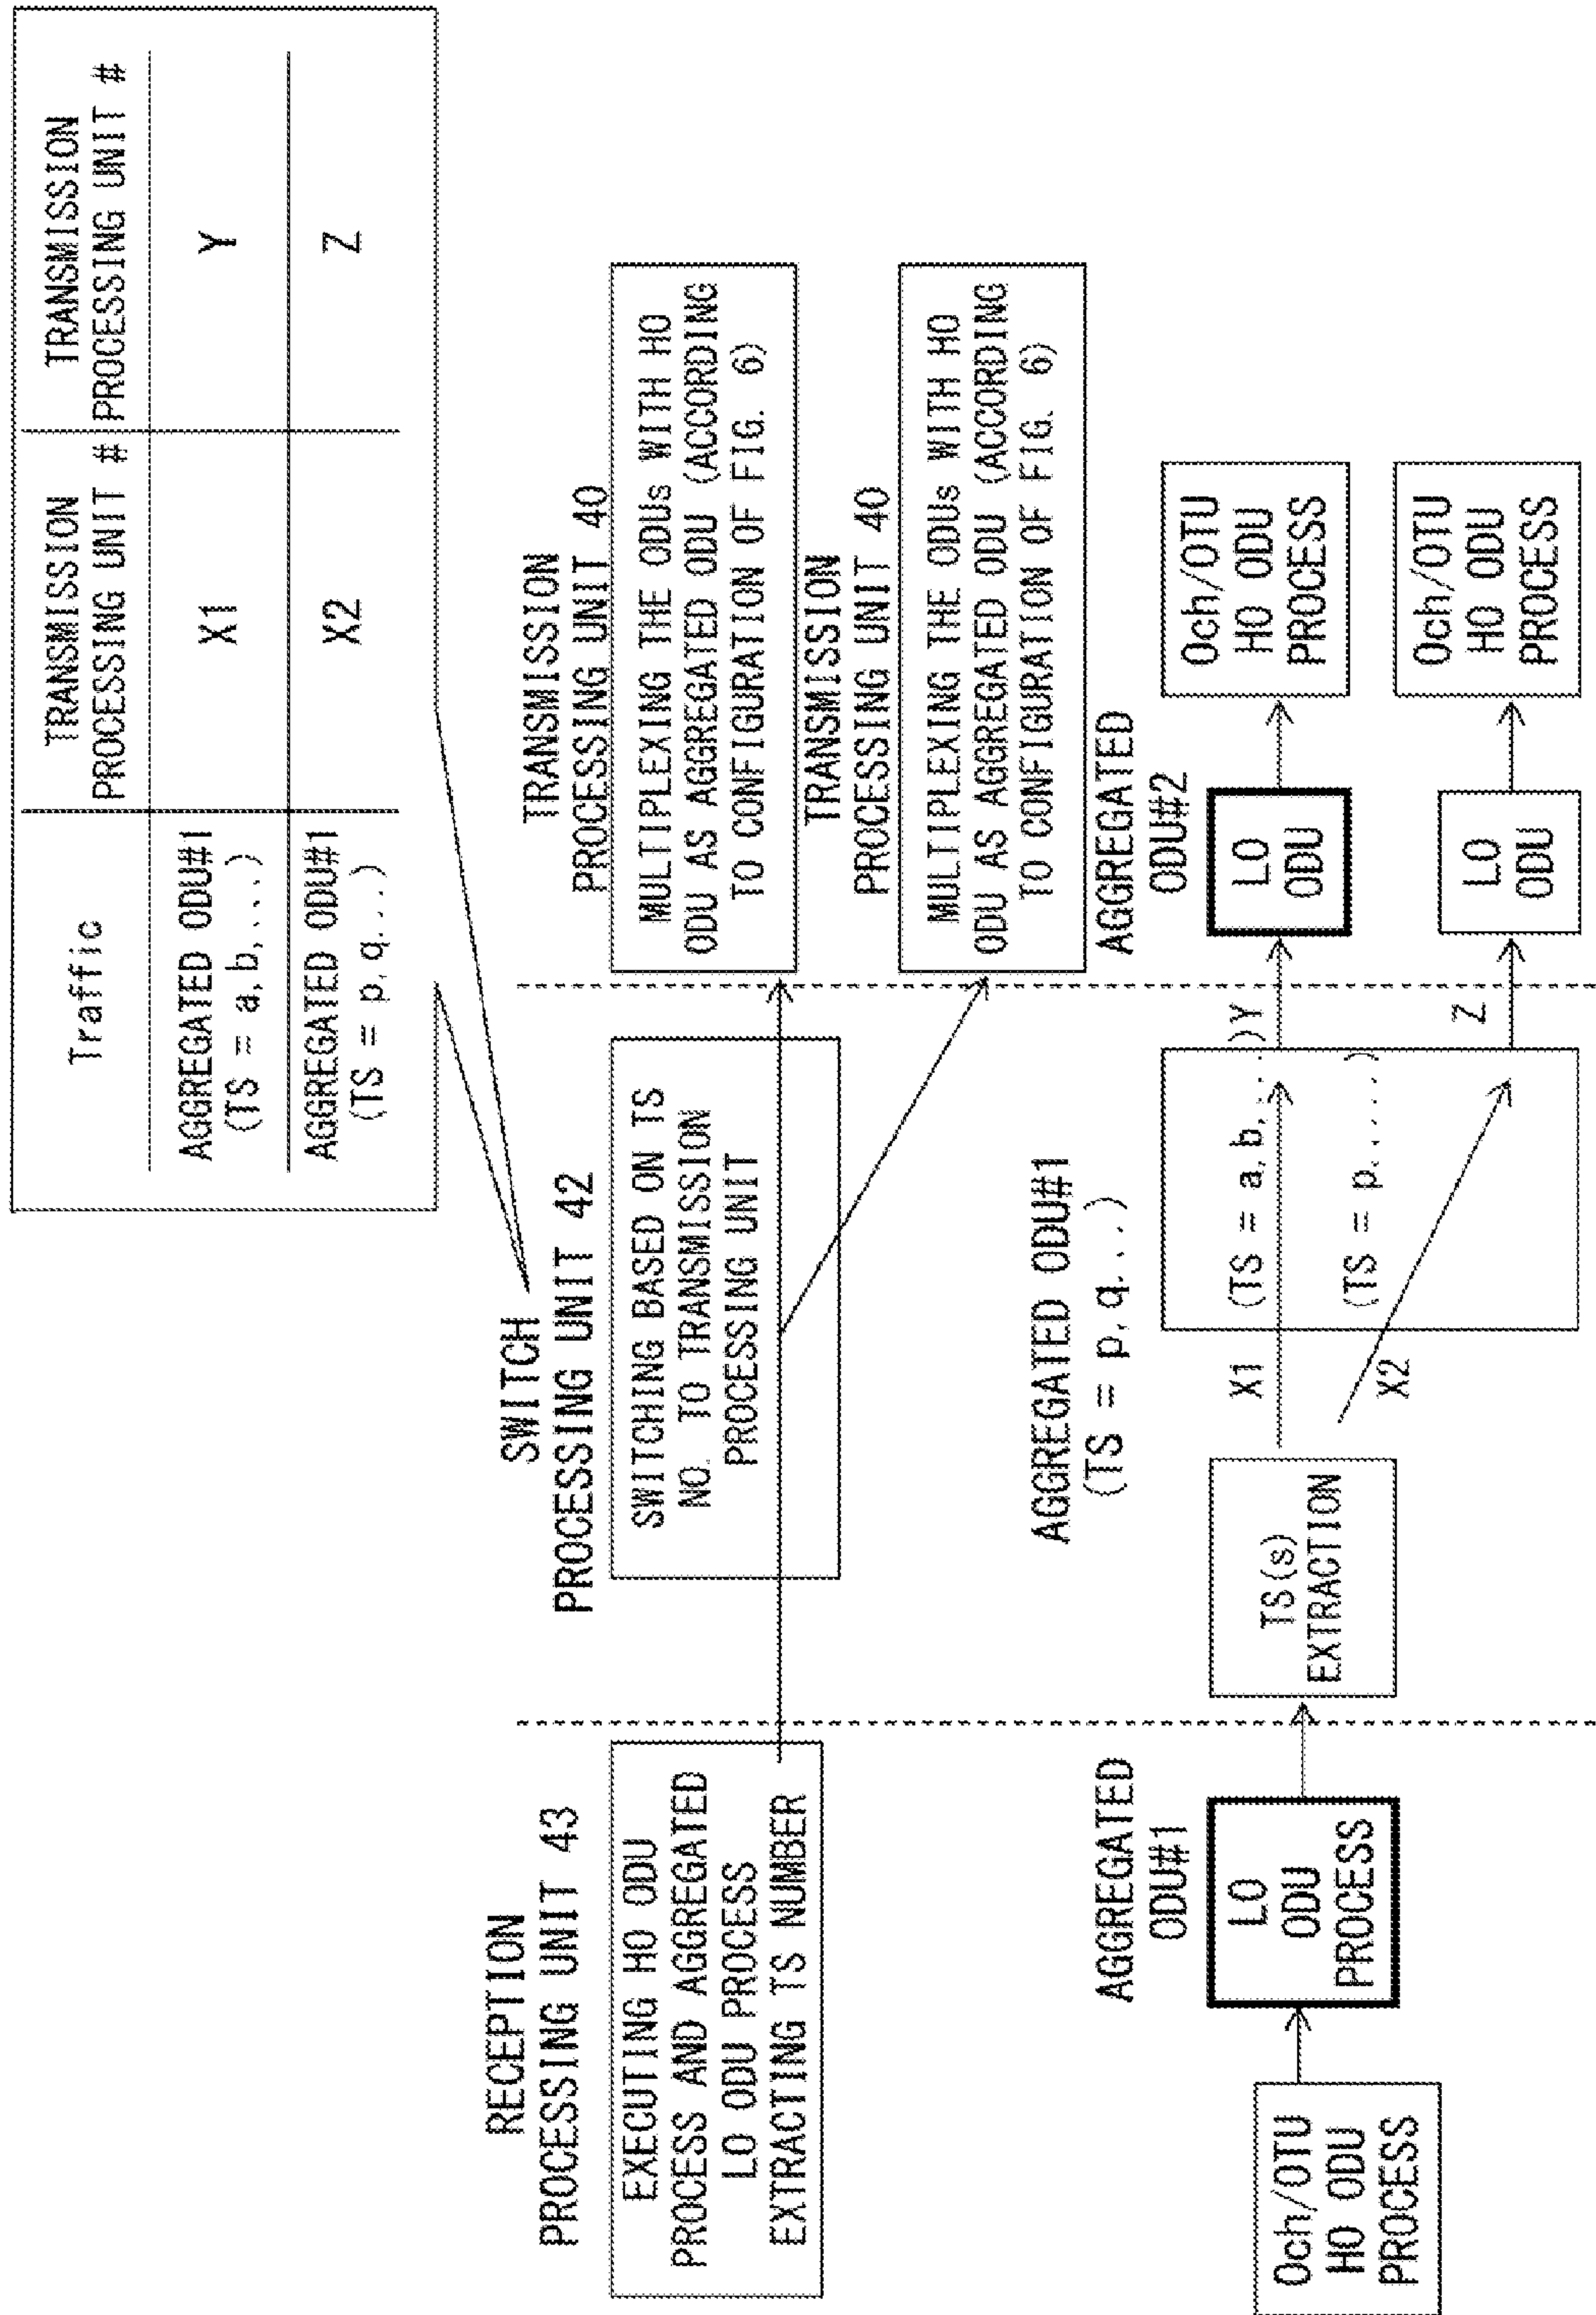 Traffic
TRANSMISSION
PROCESSING UNIT #
TRANSMISSION
PROCESSING UNIT #
AGGREGATED ODU#1
(TS = a, b, ...)
X1
Y
AGGREGATED ODU#1
(TS = p, q...)
X2
Z
RECEPTION
PROCESSING UNIT 43
EXECUTING HO ODU
PROCESS AND AGGREGATED
LO ODU PROCESS
EXTRACTING TS NUMBER
SWITCH
PROCESSING UNIT 42
SWITCHING BASED ON TS
NO. TO TRANSMISSION
PROCESSING UNIT
TRANSMISSION
PROCESSING UNIT 40
MULTIPLEXING THE ODUs WITH HO
ODU AS AGGREGATED ODU (ACCORDING
TO CONFIGURATION OF FIG. 6)
TRANSMISSION
PROCESSING UNIT 40
MULTIPLEXING THE ODUs WITH HO
ODU AS AGGREGATED ODU (ACCORDING
TO CONFIGURATION OF FIG. 6)
Och/OTU
HO ODU
PROCESS
AGGREGATED
ODU#1
LO
ODU
PROCESS
TS(s)
EXTRACTION
AGGREGATED ODU#1
(TS = p, q...)
X1
(TS = a, b, ...)
Y
X2
(TS = p.....)
Z
AGGREGATED
ODU#2
LO
ODU
Och/OTU
HO ODU
PROCESS
LO
ODU
Och/OTU
HO ODU
PROCESS